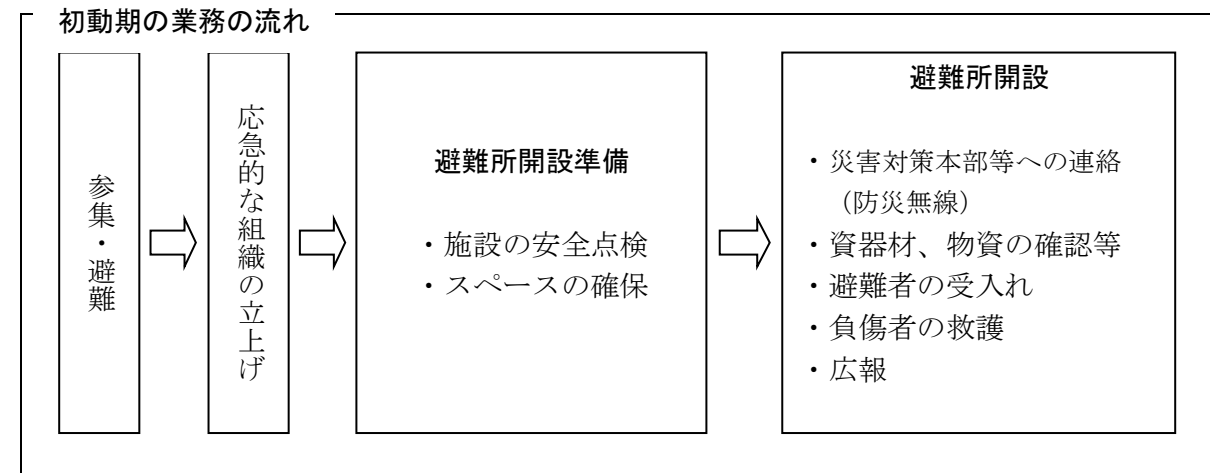 初動期の業務の流れ
参集・避難
応急的な組織の立上げ
避難所開設準備
・施設の安全点検
・スペースの確保
避難所開設
・災害対策本部等への連絡
（防災無線）
・資器材、物資の確認等
・避難者の受入れ
・負傷者の救護
・広報